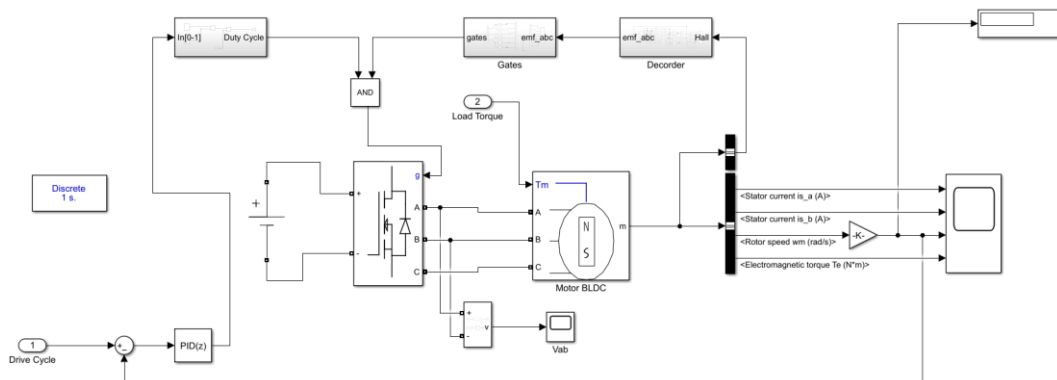 In[0-1] Duty Cycle
gates emf_abc
Gates
emf_abc Hall
Decorder
AND
2
Load Torque
Discrete
1 s.
+
+
-
g
A
B
C
Tm
A
B
C
N
S
m
Motor BLDC
<Stator current is_a (A)>
<Stator current is_b (A)>
<Rotor speed wm (rad/s)>
<Electromagnetic torque Te (N*m)>
-K-
+
-
v
Vab
1
Drive Cycle
+
-
PID(z)